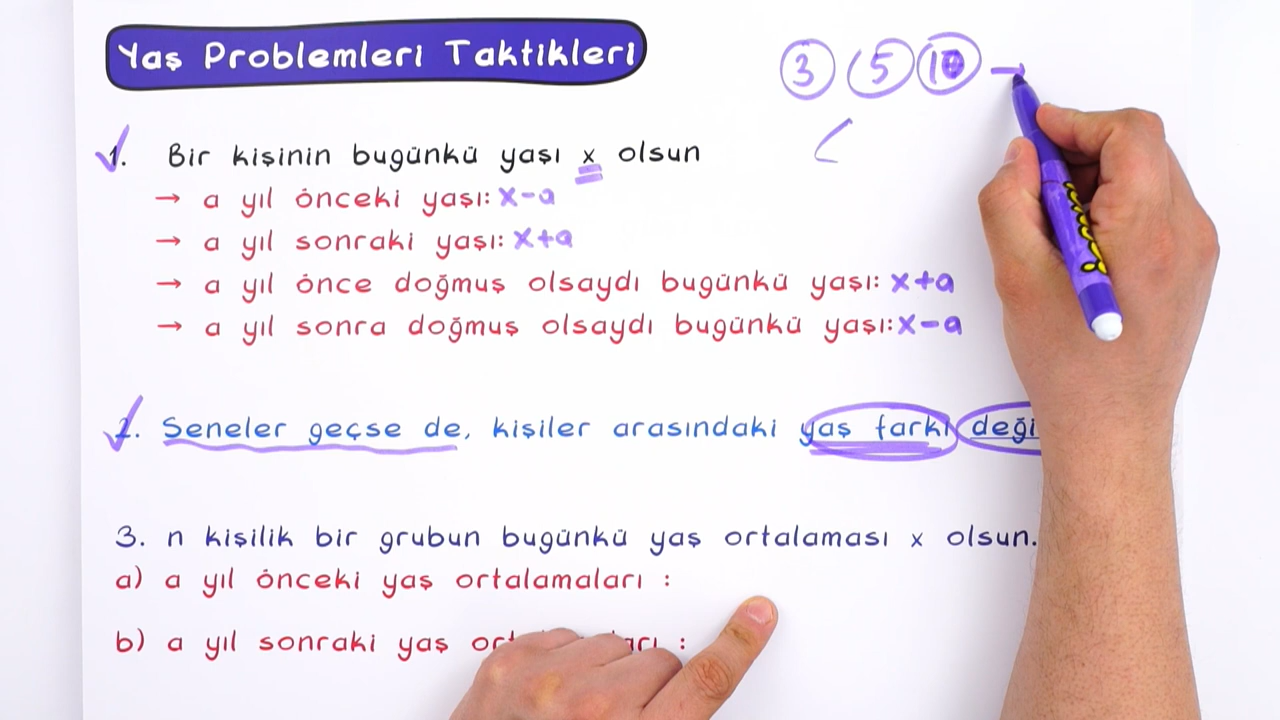 Yaş Problemleri Taktikleri
3 5 10 →
1. Bir kişinin bugünkü yaşı x olsun
→ a yıl önceki yaşı: x-a
→ a yıl sonraki yaşı: x+a
→ a yıl önce doğmuş olsaydı bugünkü yaşı: x+a
→ a yıl sonra doğmuş olsaydı bugünkü yaşı: x-a
2. Seneler geçse de, kişiler arasındaki yaş farkı
3. n kişilik bir grubun bugünkü yaş ortalaması x olsun.
a) a yıl önceki yaş ortalamaları :
b) a yıl sonraki yaş :